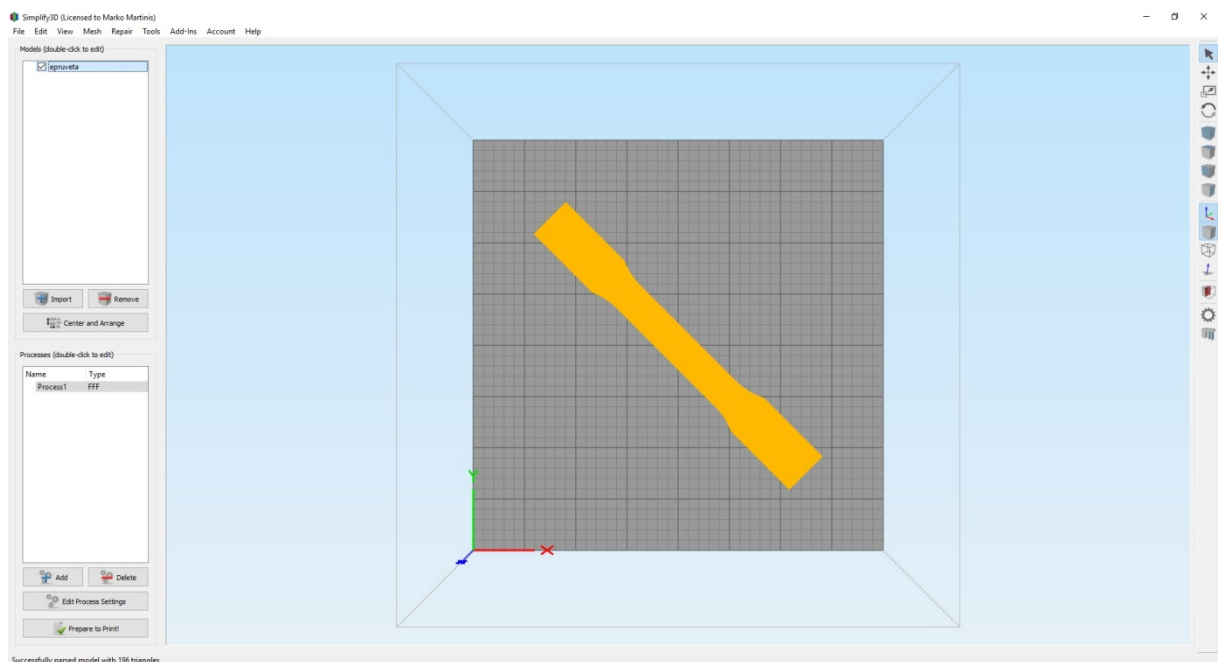 Simplify3D (Licensed to Marko Martinis)
File Edit View Mesh Repair Tools Add-Ins Account Help
Models (double-click to edit)
epruveta
Import Remove
Center and Arrange
Processes (double-click to edit)
Name Type
Process1 FFF
Add Delete
Edit Process Settings
Prepare to Print!
Successfully parsed model with 196 triangles